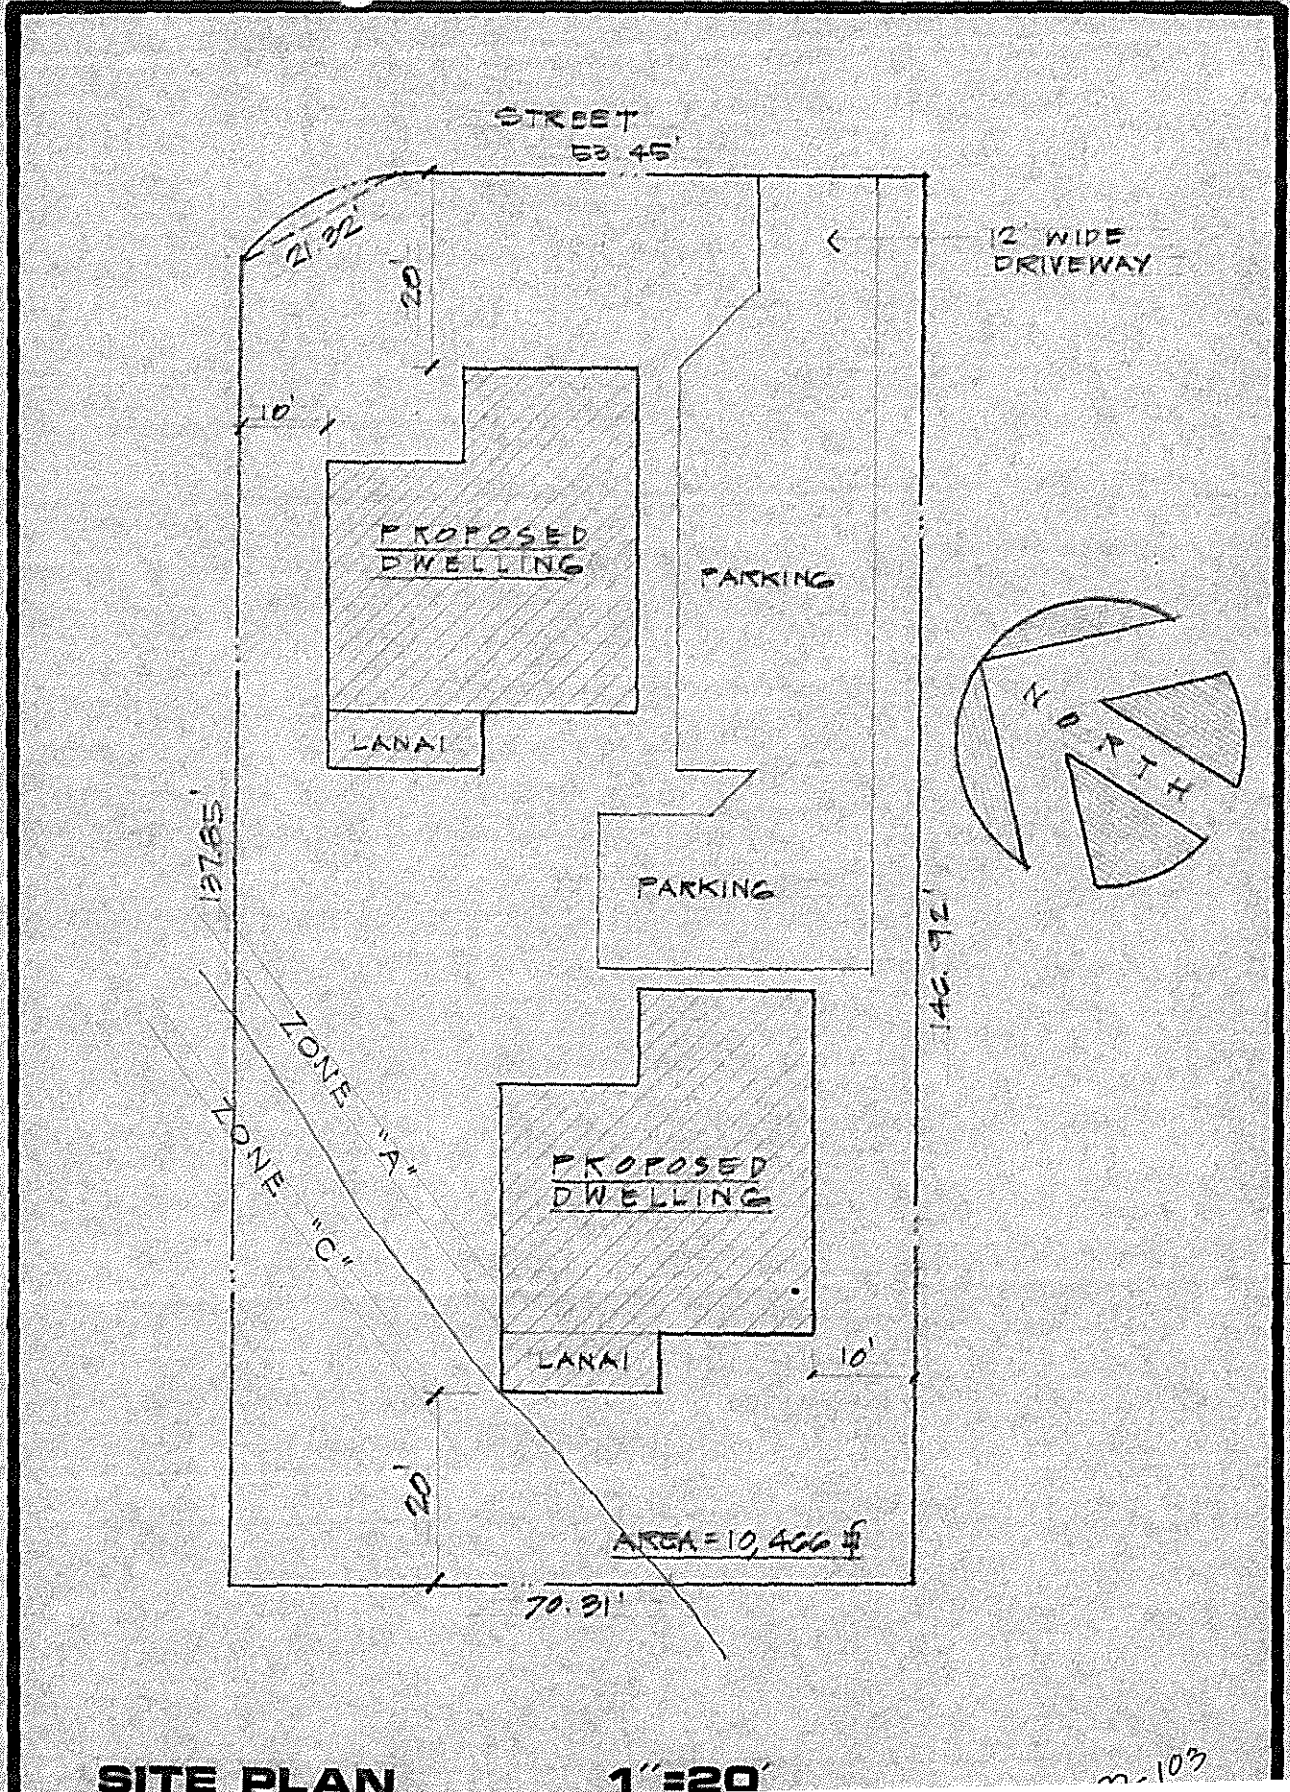 STREET
53.45'
21.32'
12' WIDE
DRIVEWAY
20'
10'
PROPOSED
DWELLING
PARKING
NORTH
LANAI
137.85'
PARKING
146.92'
ZONE "A"
ZONE "C"
PROPOSED
DWELLING
LANAI
10'
20'
AREA = 10,466 #
70.31'
SITE PLAN 1"=20'